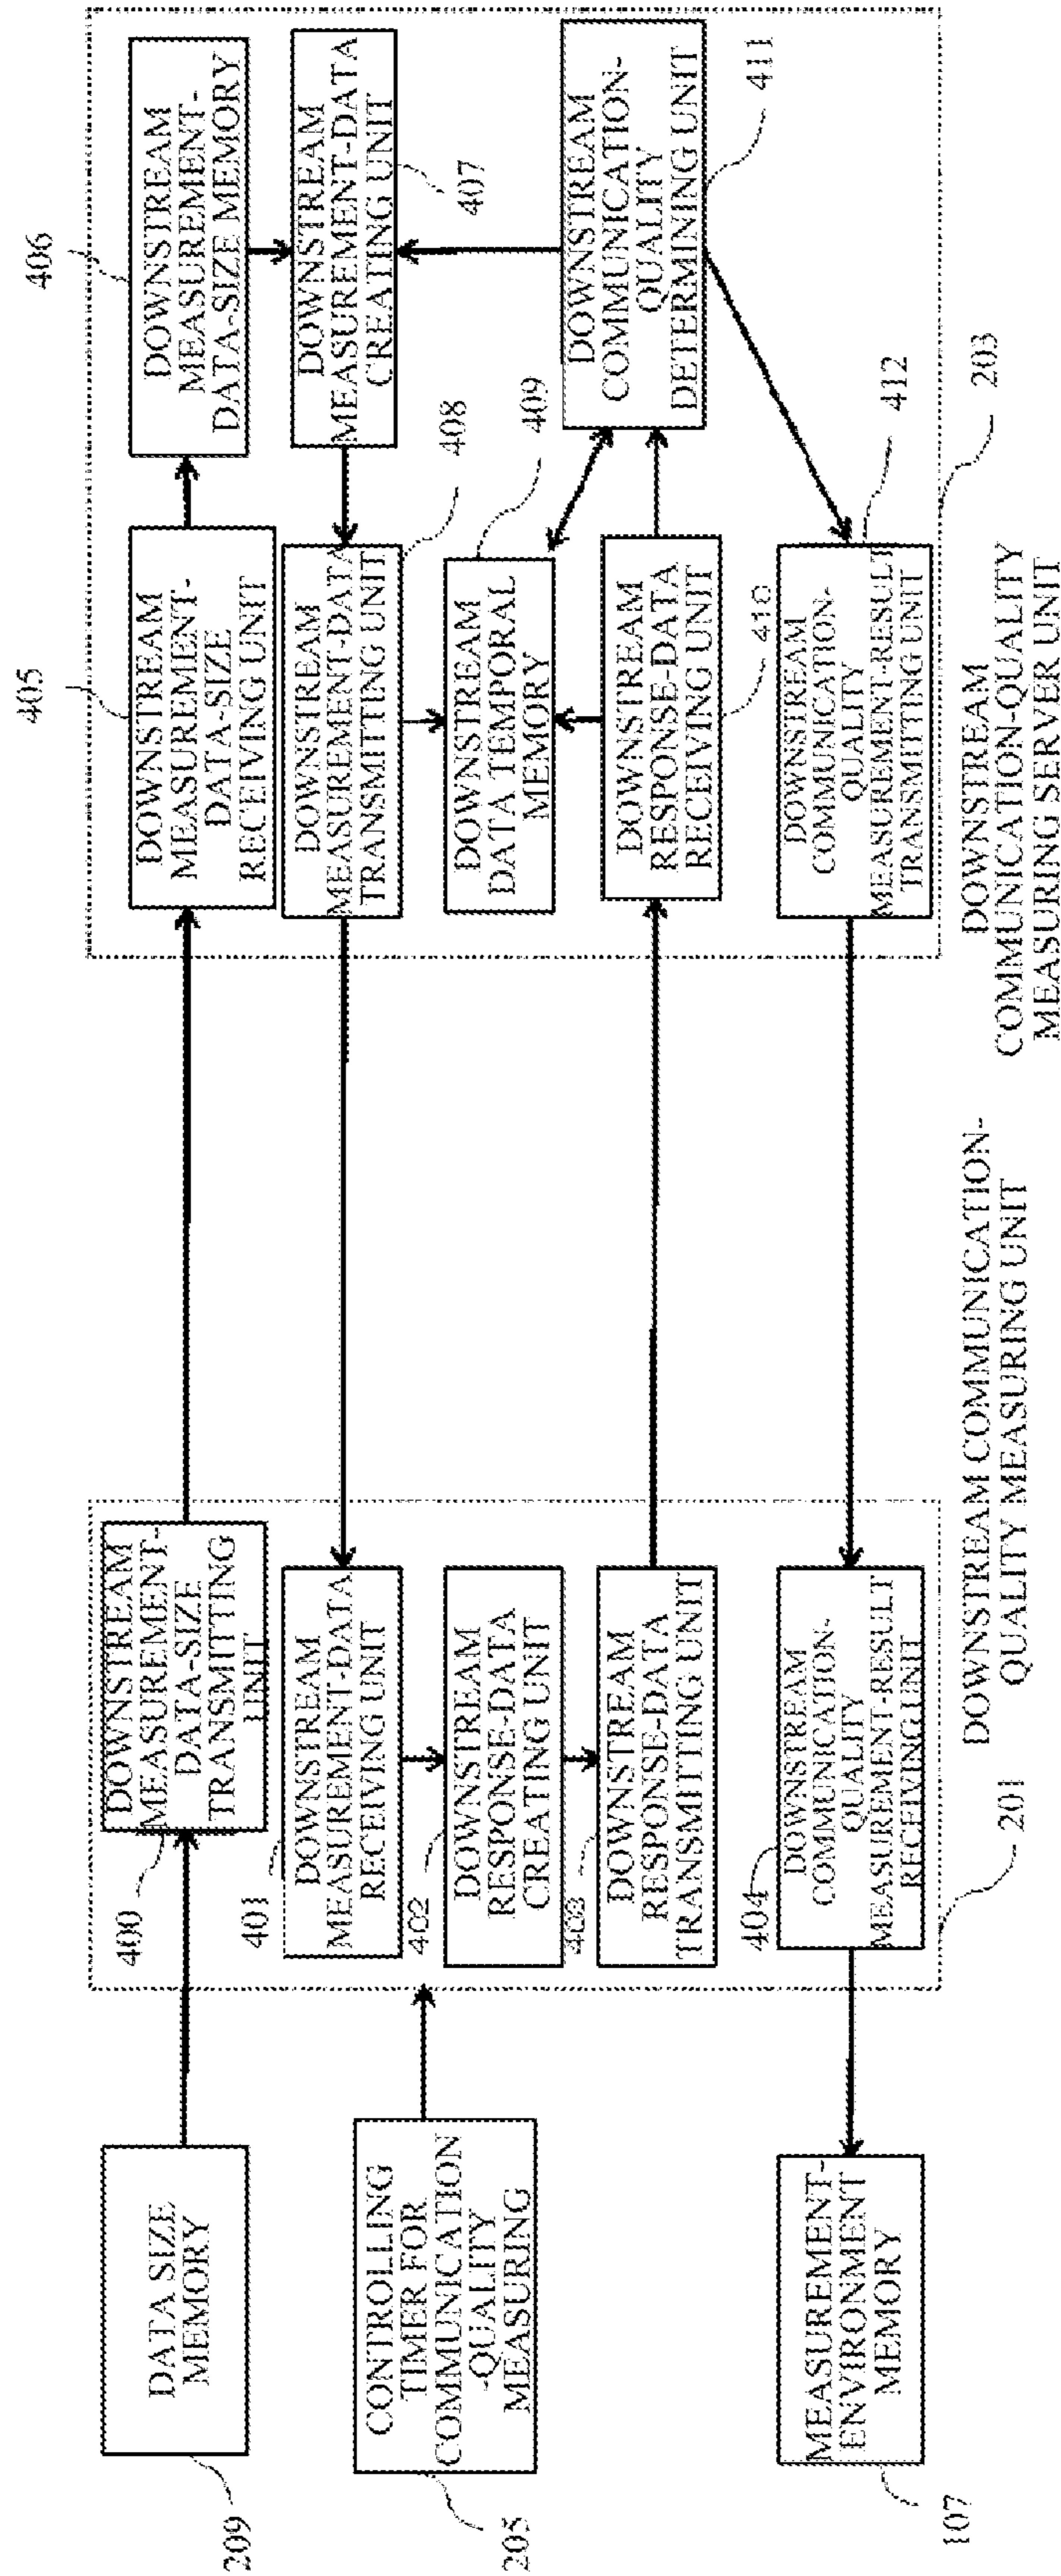 209
DATA SIZE
MEMORY
205
CONTROLLING
TIMER FOR
COMMUNICATION
-QUALITY
MEASURING
107
MEASUREMENT-
ENVIRONMENT
MEMORY
400
DOWNSTREAM
MEASUREMENT-
DATA-SIZE
TRANSMITTING
UNIT
401
DOWNSTREAM
MEASUREMENT-DATA
RECEIVING UNIT
402
DOWNSTREAM
RESPONSE-DATA
CREATING UNIT
403
DOWNSTREAM
RESPONSE-DATA
TRANSMITTING UNIT
404
DOWNSTREAM
COMMUNICATION-
QUALITY
MEASUREMENT-RESULT
RECEIVING UNIT
201
DOWNSTREAM COMMUNICATION-
QUALITY MEASURING UNIT
405
DOWNSTREAM
MEASUREMENT-
DATA-SIZE
RECEIVING UNIT
406
DOWNSTREAM
MEASUREMENT-
DATA-SIZE MEMORY
DOWNSTREAM
MEASUREMENT-DATA
CREATING UNIT
407
DOWNSTREAM
MEASUREMENT-DATA
TRANSMITTING UNIT
408
DOWNSTREAM
DATA TEMPORAL
MEMORY
409
DOWNSTREAM
RESPONSE-DATA
RECEIVING UNIT
410
DOWNSTREAM
COMMUNICATION-
QUALITY
DETERMINING UNIT
411
DOWNSTREAM
COMMUNICATION-
QUALITY
MEASUREMENT-RESULT
TRANSMITTING UNIT
412
203
DOWNSTREAM
COMMUNICATION-QUALITY
MEASURING SERVER UNIT